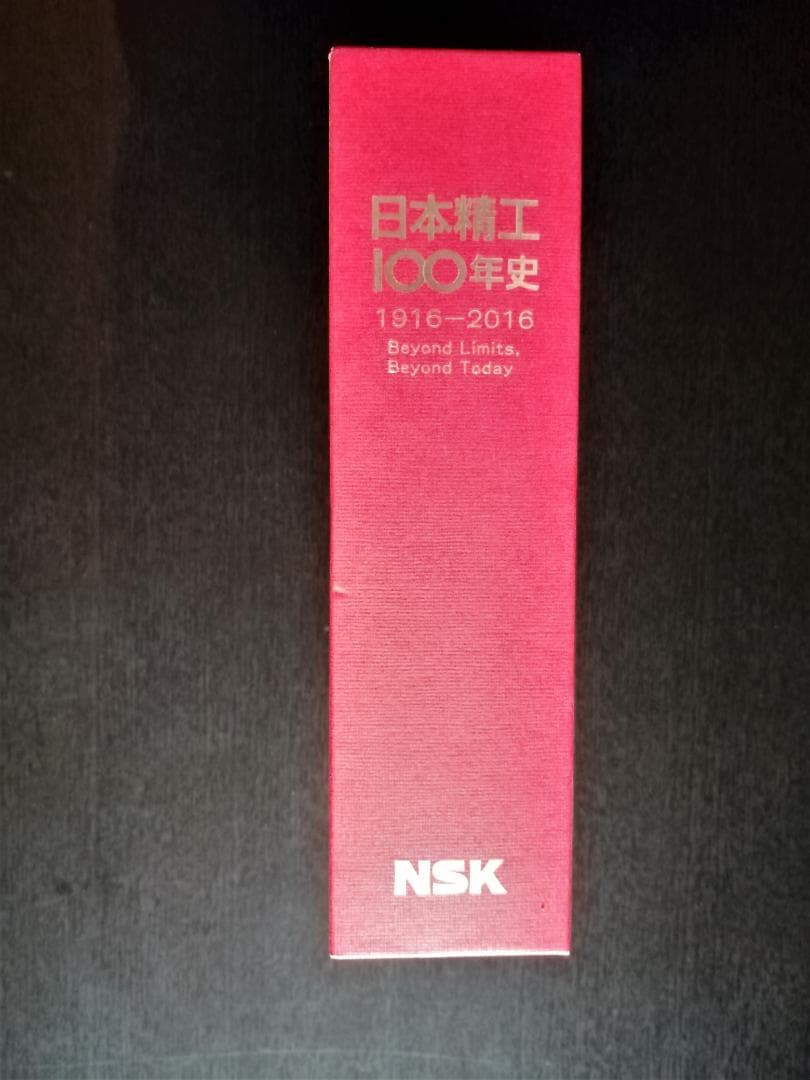 日本精工
100年史
1916−2016
Beyond Limits,
Beyond Today
NSK